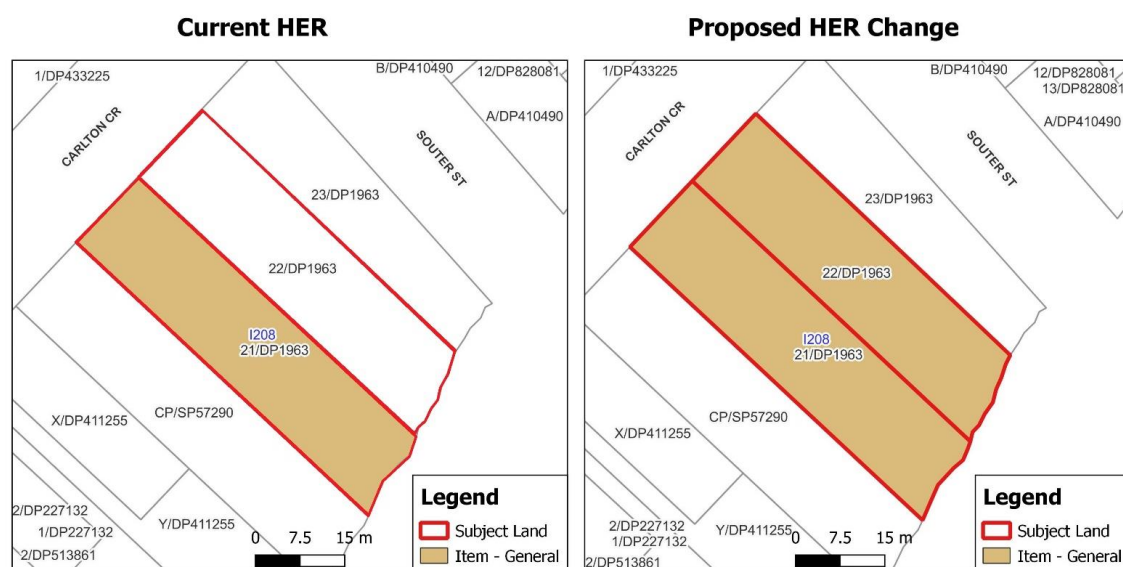 Current HER
1/DP433225
B/DP410490
12/DP828081
A/DP410490
CARLTON CR
SOUTER ST
23/DP1963
22/DP1963
I208
21/DP1963
CP/SP57290
X/DP411255
2/DP227132
1/DP227132
2/DP513861
Y/DP411255
0 7.5 15 m
Legend
Subject Land
Item - General
Proposed HER Change
1/DP433225
B/DP410490
12/DP828081
13/DP828081
A/DP410490
CARLTON CR
SOUTER ST
23/DP1963
22/DP1963
I208
21/DP1963
CP/SP57290
X/DP411255
2/DP227132
1/DP227132
2/DP513861
Y/DP411255
0 7.5 15 m
Legend
Subject Land
Item - General